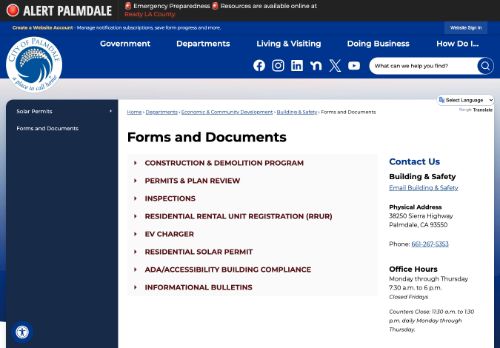 ALERT PALMDALE
Emergency Preparedness Resources are available online at
Ready LA County.
Create a Website Account - Manage notification subscriptions, save form progress and more.
Website Sign In
CITY OF PALMDALE
a place to call home
Government Departments Living & Visiting Doing Business How Do I...
What can we help you find?
Select Language
Google Translate
Solar Permits
Forms and Documents
Home › Departments › Economic & Community Development › Building & Safety › Forms and Documents
Forms and Documents
CONSTRUCTION & DEMOLITION PROGRAM
PERMITS & PLAN REVIEW
INSPECTIONS
RESIDENTIAL RENTAL UNIT REGISTRATION (RRUR)
EV CHARGER
RESIDENTIAL SOLAR PERMIT
ADA/ACCESSIBILITY BUILDING COMPLIANCE
INFORMATIONAL BULLETINS
Contact Us
Building & Safety
Email Building & Safety
Physical Address
38250 Sierra Highway
Palmdale, CA 93550
Phone: 661-267-5353
Office Hours
Monday through Thursday
7:30 a.m. to 6 p.m.
Closed Fridays
Counters Close: 11:30 a.m. to 1:30
p.m. daily Monday through
Thursday.